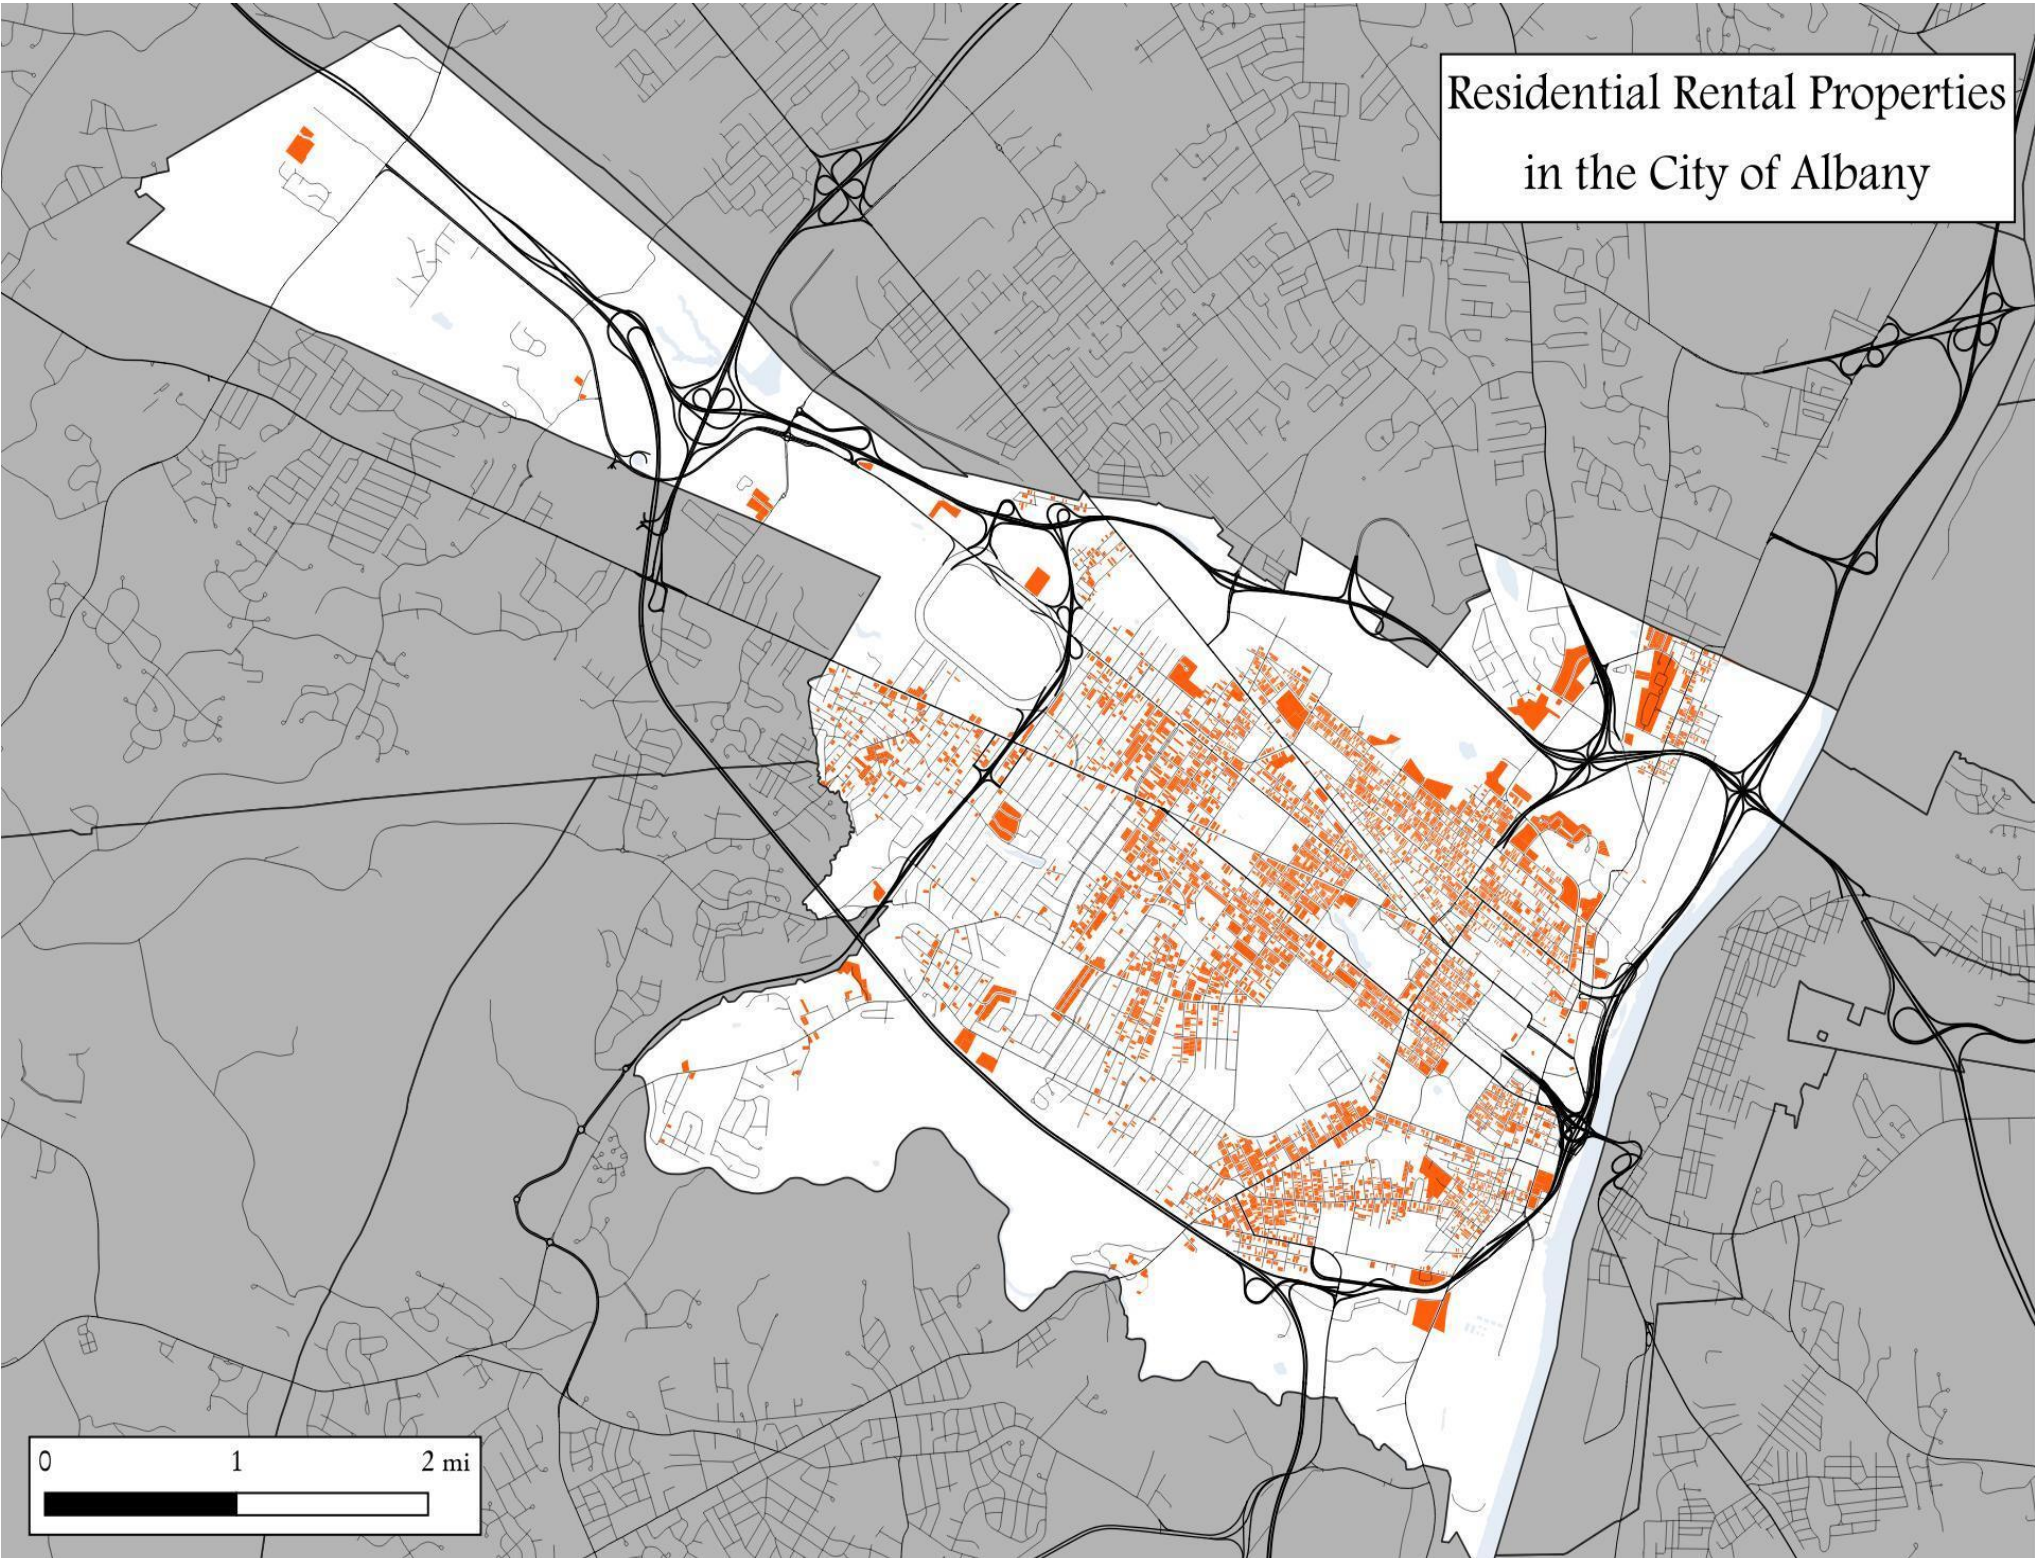 Residential Rental Properties
in the City of Albany
0 1 2 mi